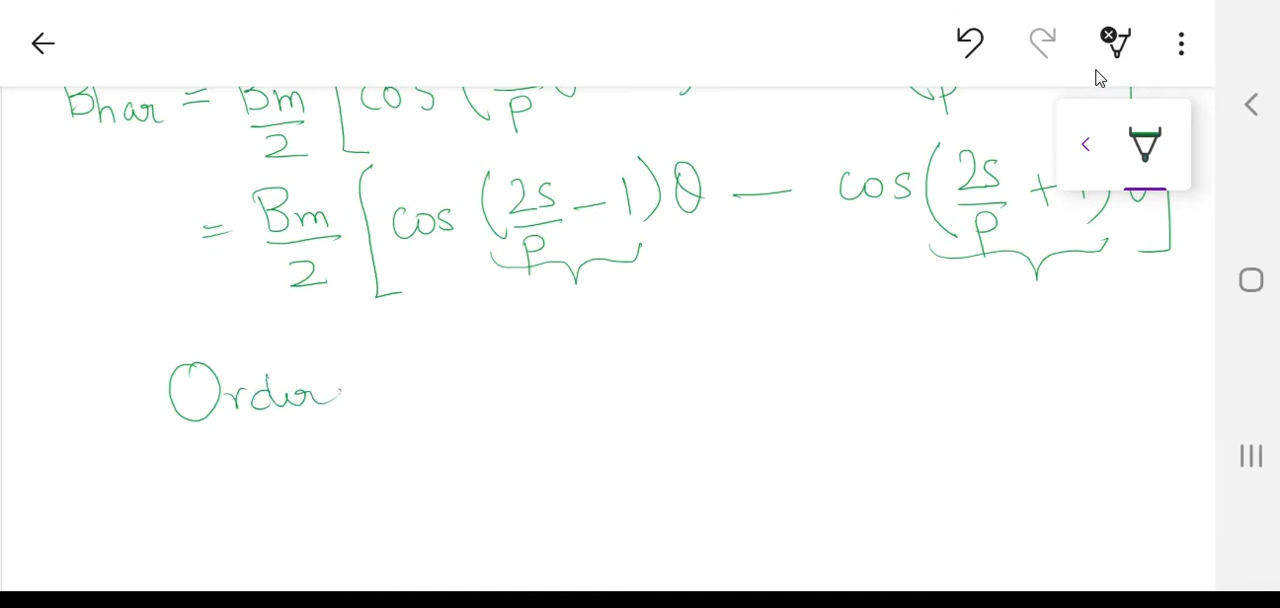 Bhar = Bm/2 [cos (/p
= Bm/2 [cos (2s/p - 1)θ - cos (2s/p + 1)θ]
Order